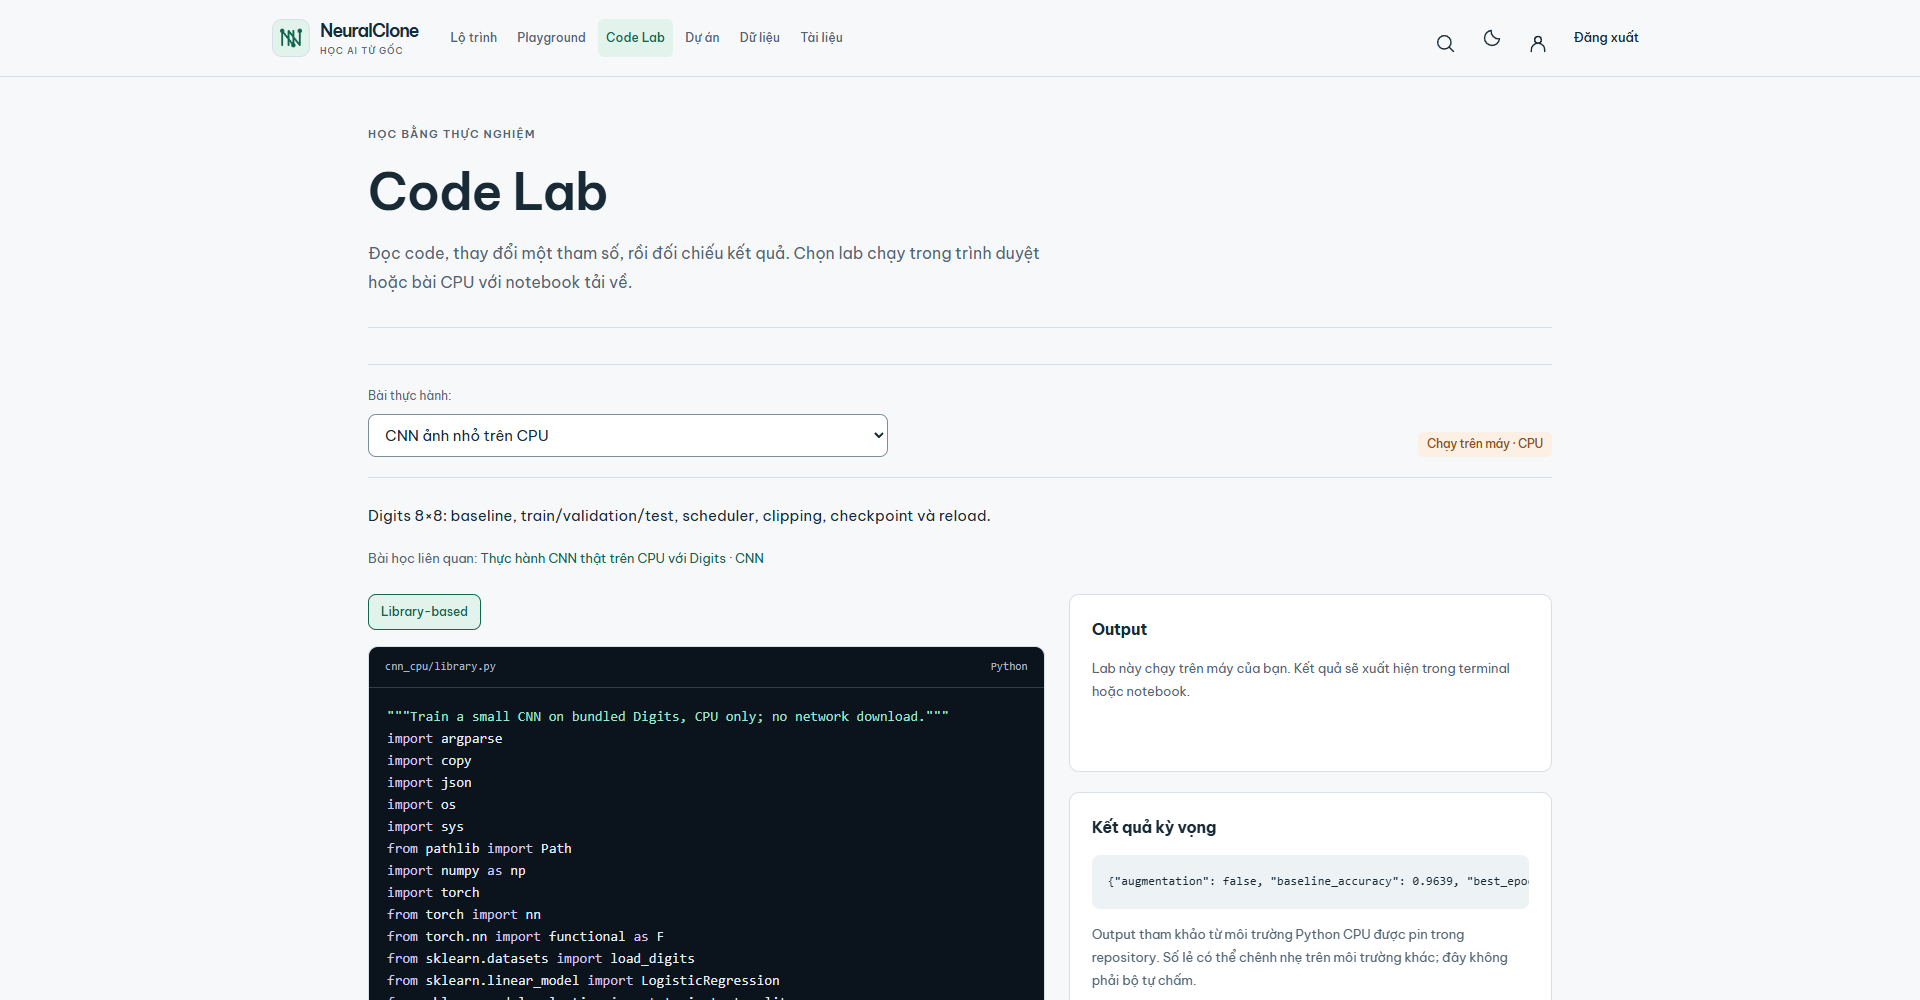 NeuralClone
HỌC AI TỪ GỐC
Lộ trình
Playground
Code Lab
Dự án
Dữ liệu
Tài liệu
Đăng xuất
HỌC BẰNG THỰC NGHIỆM
Code Lab
Đọc code, thay đổi một tham số, rồi đối chiếu kết quả. Chọn lab chạy trong trình duyệt
hoặc bài CPU với notebook tải về.
Bài thực hành:
CNN ảnh nhỏ trên CPU
Chạy trên máy · CPU
Digits 8×8: baseline, train/validation/test, scheduler, clipping, checkpoint và reload.
Bài học liên quan: Thực hành CNN thật trên CPU với Digits · CNN
Library-based
cnn_cpu/library.py
Python
"""Train a small CNN on bundled Digits, CPU only; no network download."""
import argparse
import copy
import json
import os
import sys
from pathlib import Path
import numpy as np
import torch
from torch import nn
from torch.nn import functional as F
from sklearn.datasets import load_digits
from sklearn.linear_model import LogisticRegression
Output
Lab này chạy trên máy của bạn. Kết quả sẽ xuất hiện trong terminal
hoặc notebook.
Kết quả kỳ vọng
{"augmentation": false, "baseline_accuracy": 0.9639, "best_epo
Output tham khảo từ môi trường Python CPU được pin trong
repository. Số lẻ có thể chênh nhẹ trên môi trường khác; đây không
phải bộ tự chấm.